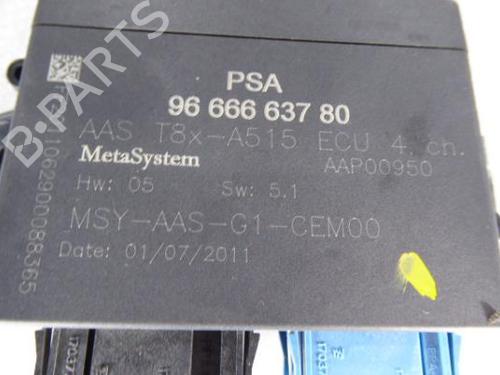 B-PARTS
PSA
96 666 637 80
AAS T8x-A515 ECU 4 ch.
MetaSystem
AAP00950
Hw: 05 Sw: 5.1
MSY-AAS-G1-CEM00
Date: 01/07/2011